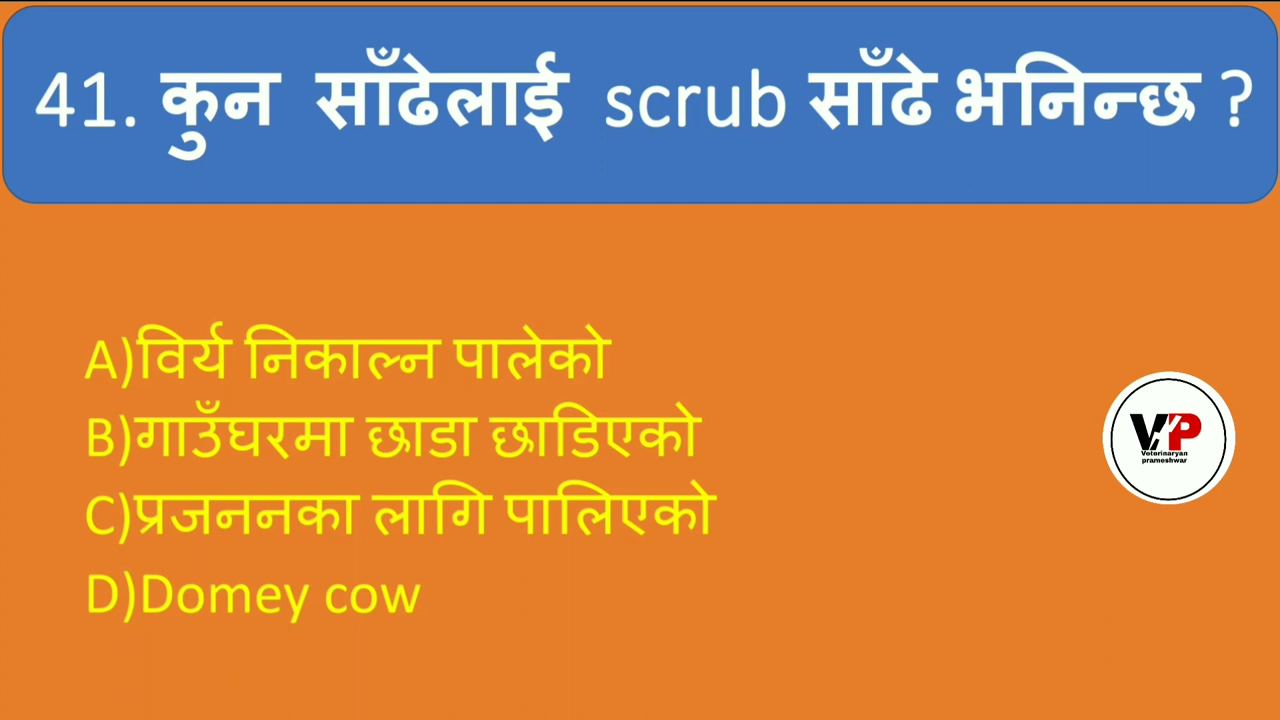 41. कुन साँढेलाई scrub साँढे भनिन्छ ?
A)विर्य निकाल्न पालेको
B)गाउँघरमा छाडा छाडिएको
C)प्रजननका लागि पालिएको
D)Domey cow
VP
Veterinaryan
prameshwar